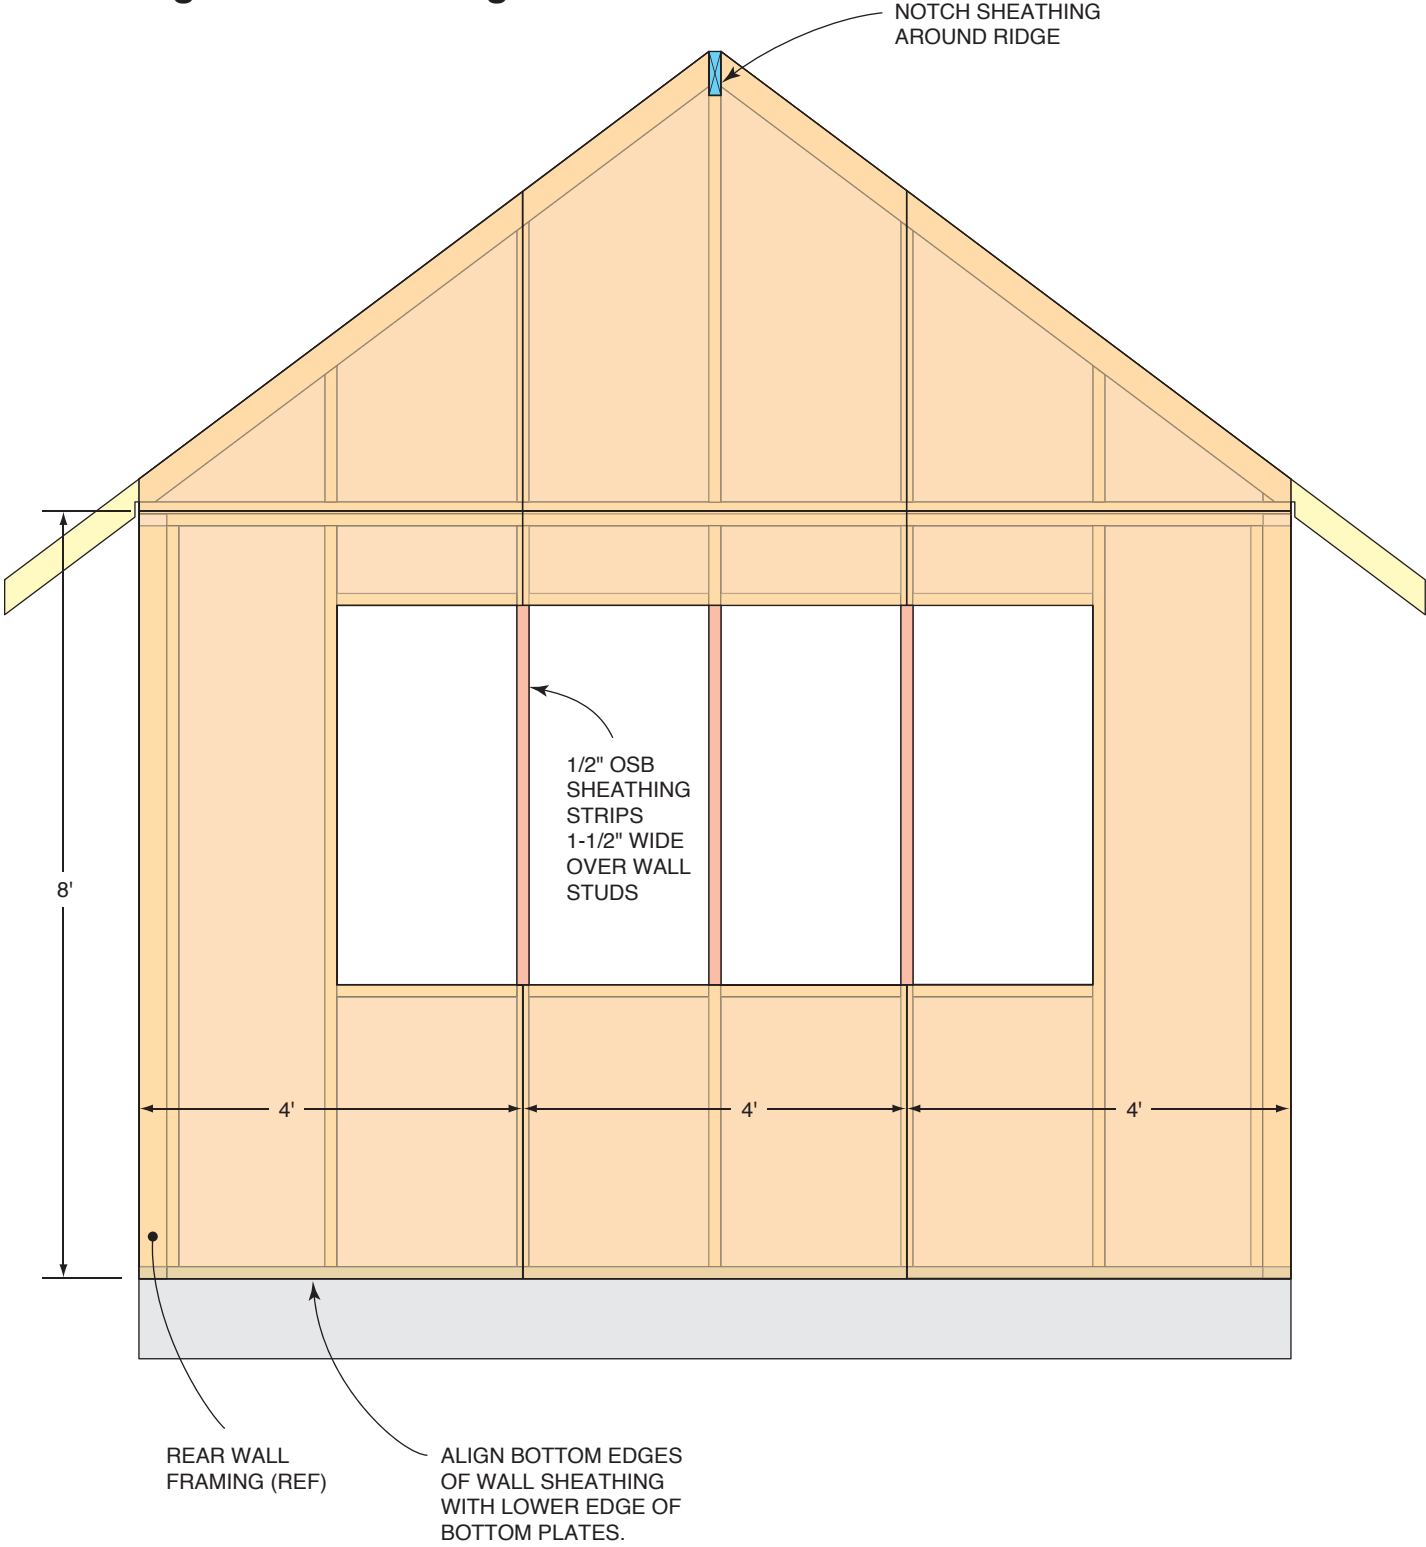 NOTCH SHEATHING
AROUND RIDGE
1/2" OSB
SHEATHING
STRIPS
1-1/2" WIDE
OVER WALL
STUDS
8'
4'
4'
4'
REAR WALL
FRAMING (REF)
ALIGN BOTTOM EDGES
OF WALL SHEATHING
WITH LOWER EDGE OF
BOTTOM PLATES.